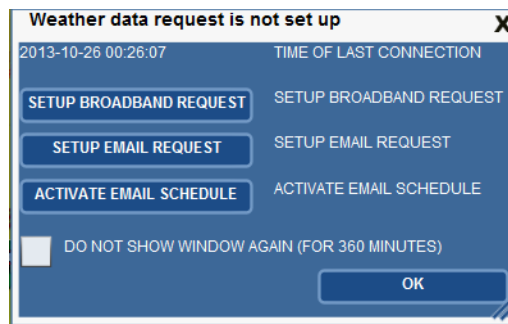 Weather data request is not set up X
2013-10-26 00:26:07 TIME OF LAST CONNECTION
SETUP BROADBAND REQUEST SETUP BROADBAND REQUEST
SETUP EMAIL REQUEST SETUP EMAIL REQUEST
ACTIVATE EMAIL SCHEDULE ACTIVATE EMAIL SCHEDULE
DO NOT SHOW WINDOW AGAIN (FOR 360 MINUTES)
OK